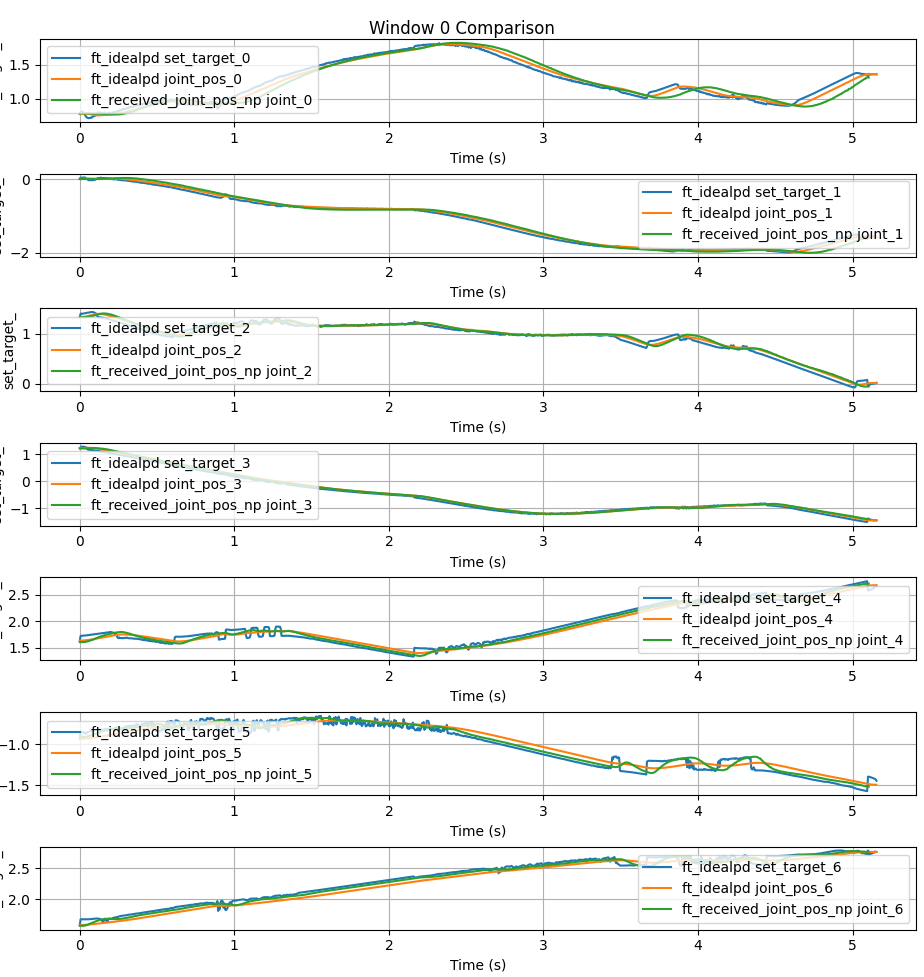 Window 0 Comparison
ft_idealpd set_target_0
ft_idealpd joint_pos_0
ft_received_joint_pos_np joint_0
1.5
1.0
0 1 2 3 4 5
Time (s)
ft_idealpd set_target_1
ft_idealpd joint_pos_1
ft_received_joint_pos_np joint_1
0
−2
0 1 2 3 4 5
Time (s)
set_target_
ft_idealpd set_target_2
ft_idealpd joint_pos_2
ft_received_joint_pos_np joint_2
1
0
0 1 2 3 4 5
Time (s)
ft_idealpd set_target_3
ft_idealpd joint_pos_3
ft_received_joint_pos_np joint_3
1
0
−1
0 1 2 3 4 5
Time (s)
ft_idealpd set_target_4
ft_idealpd joint_pos_4
ft_received_joint_pos_np joint_4
2.5
2.0
1.5
0 1 2 3 4 5
Time (s)
ft_idealpd set_target_5
ft_idealpd joint_pos_5
ft_received_joint_pos_np joint_5
−1.0
−1.5
0 1 2 3 4 5
Time (s)
ft_idealpd set_target_6
ft_idealpd joint_pos_6
ft_received_joint_pos_np joint_6
2.5
2.0
0 1 2 3 4 5
Time (s)